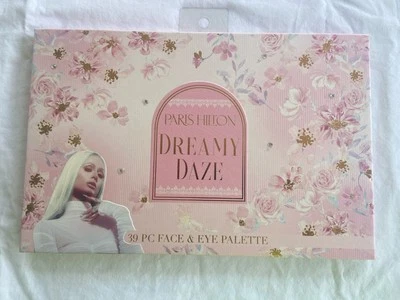 PARIS HILTON
DREAMY
DAZE
39 PC FACE & EYE PALETTE